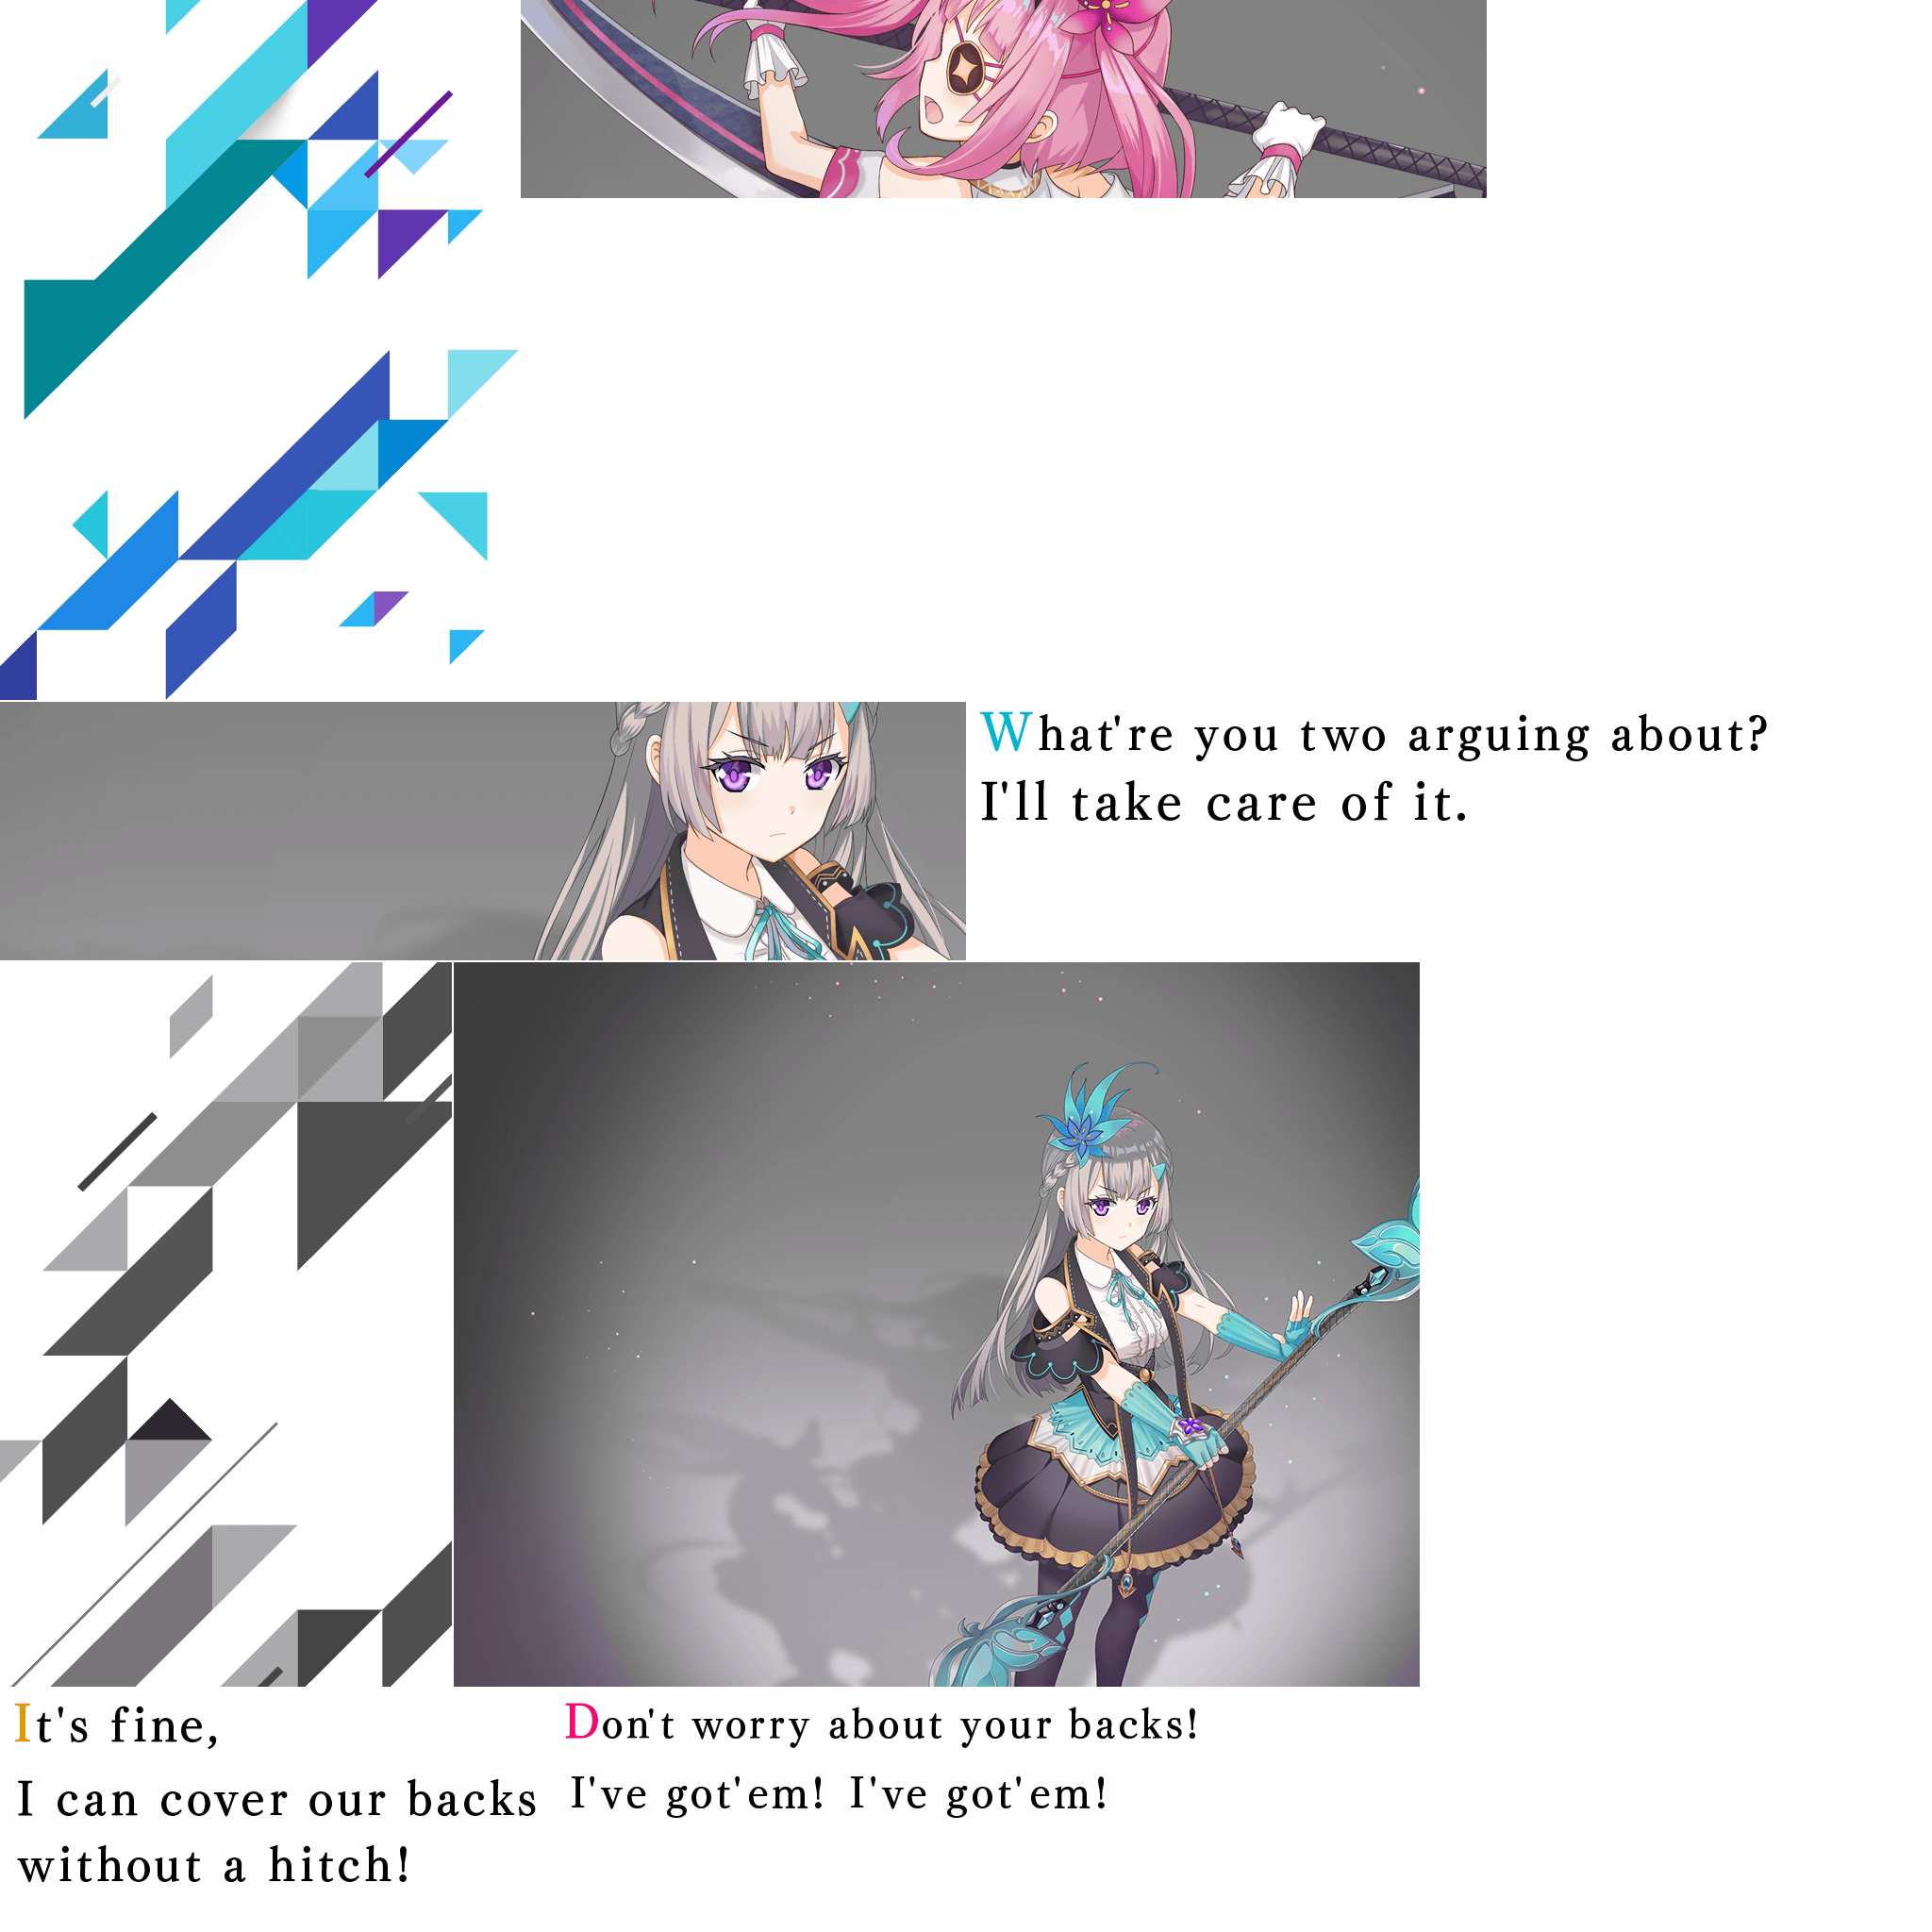 What're you two arguing about?
I'll take care of it.
It's fine,
I can cover our backs
without a hitch!
Don't worry about your backs!
I've got'em! I've got'em!